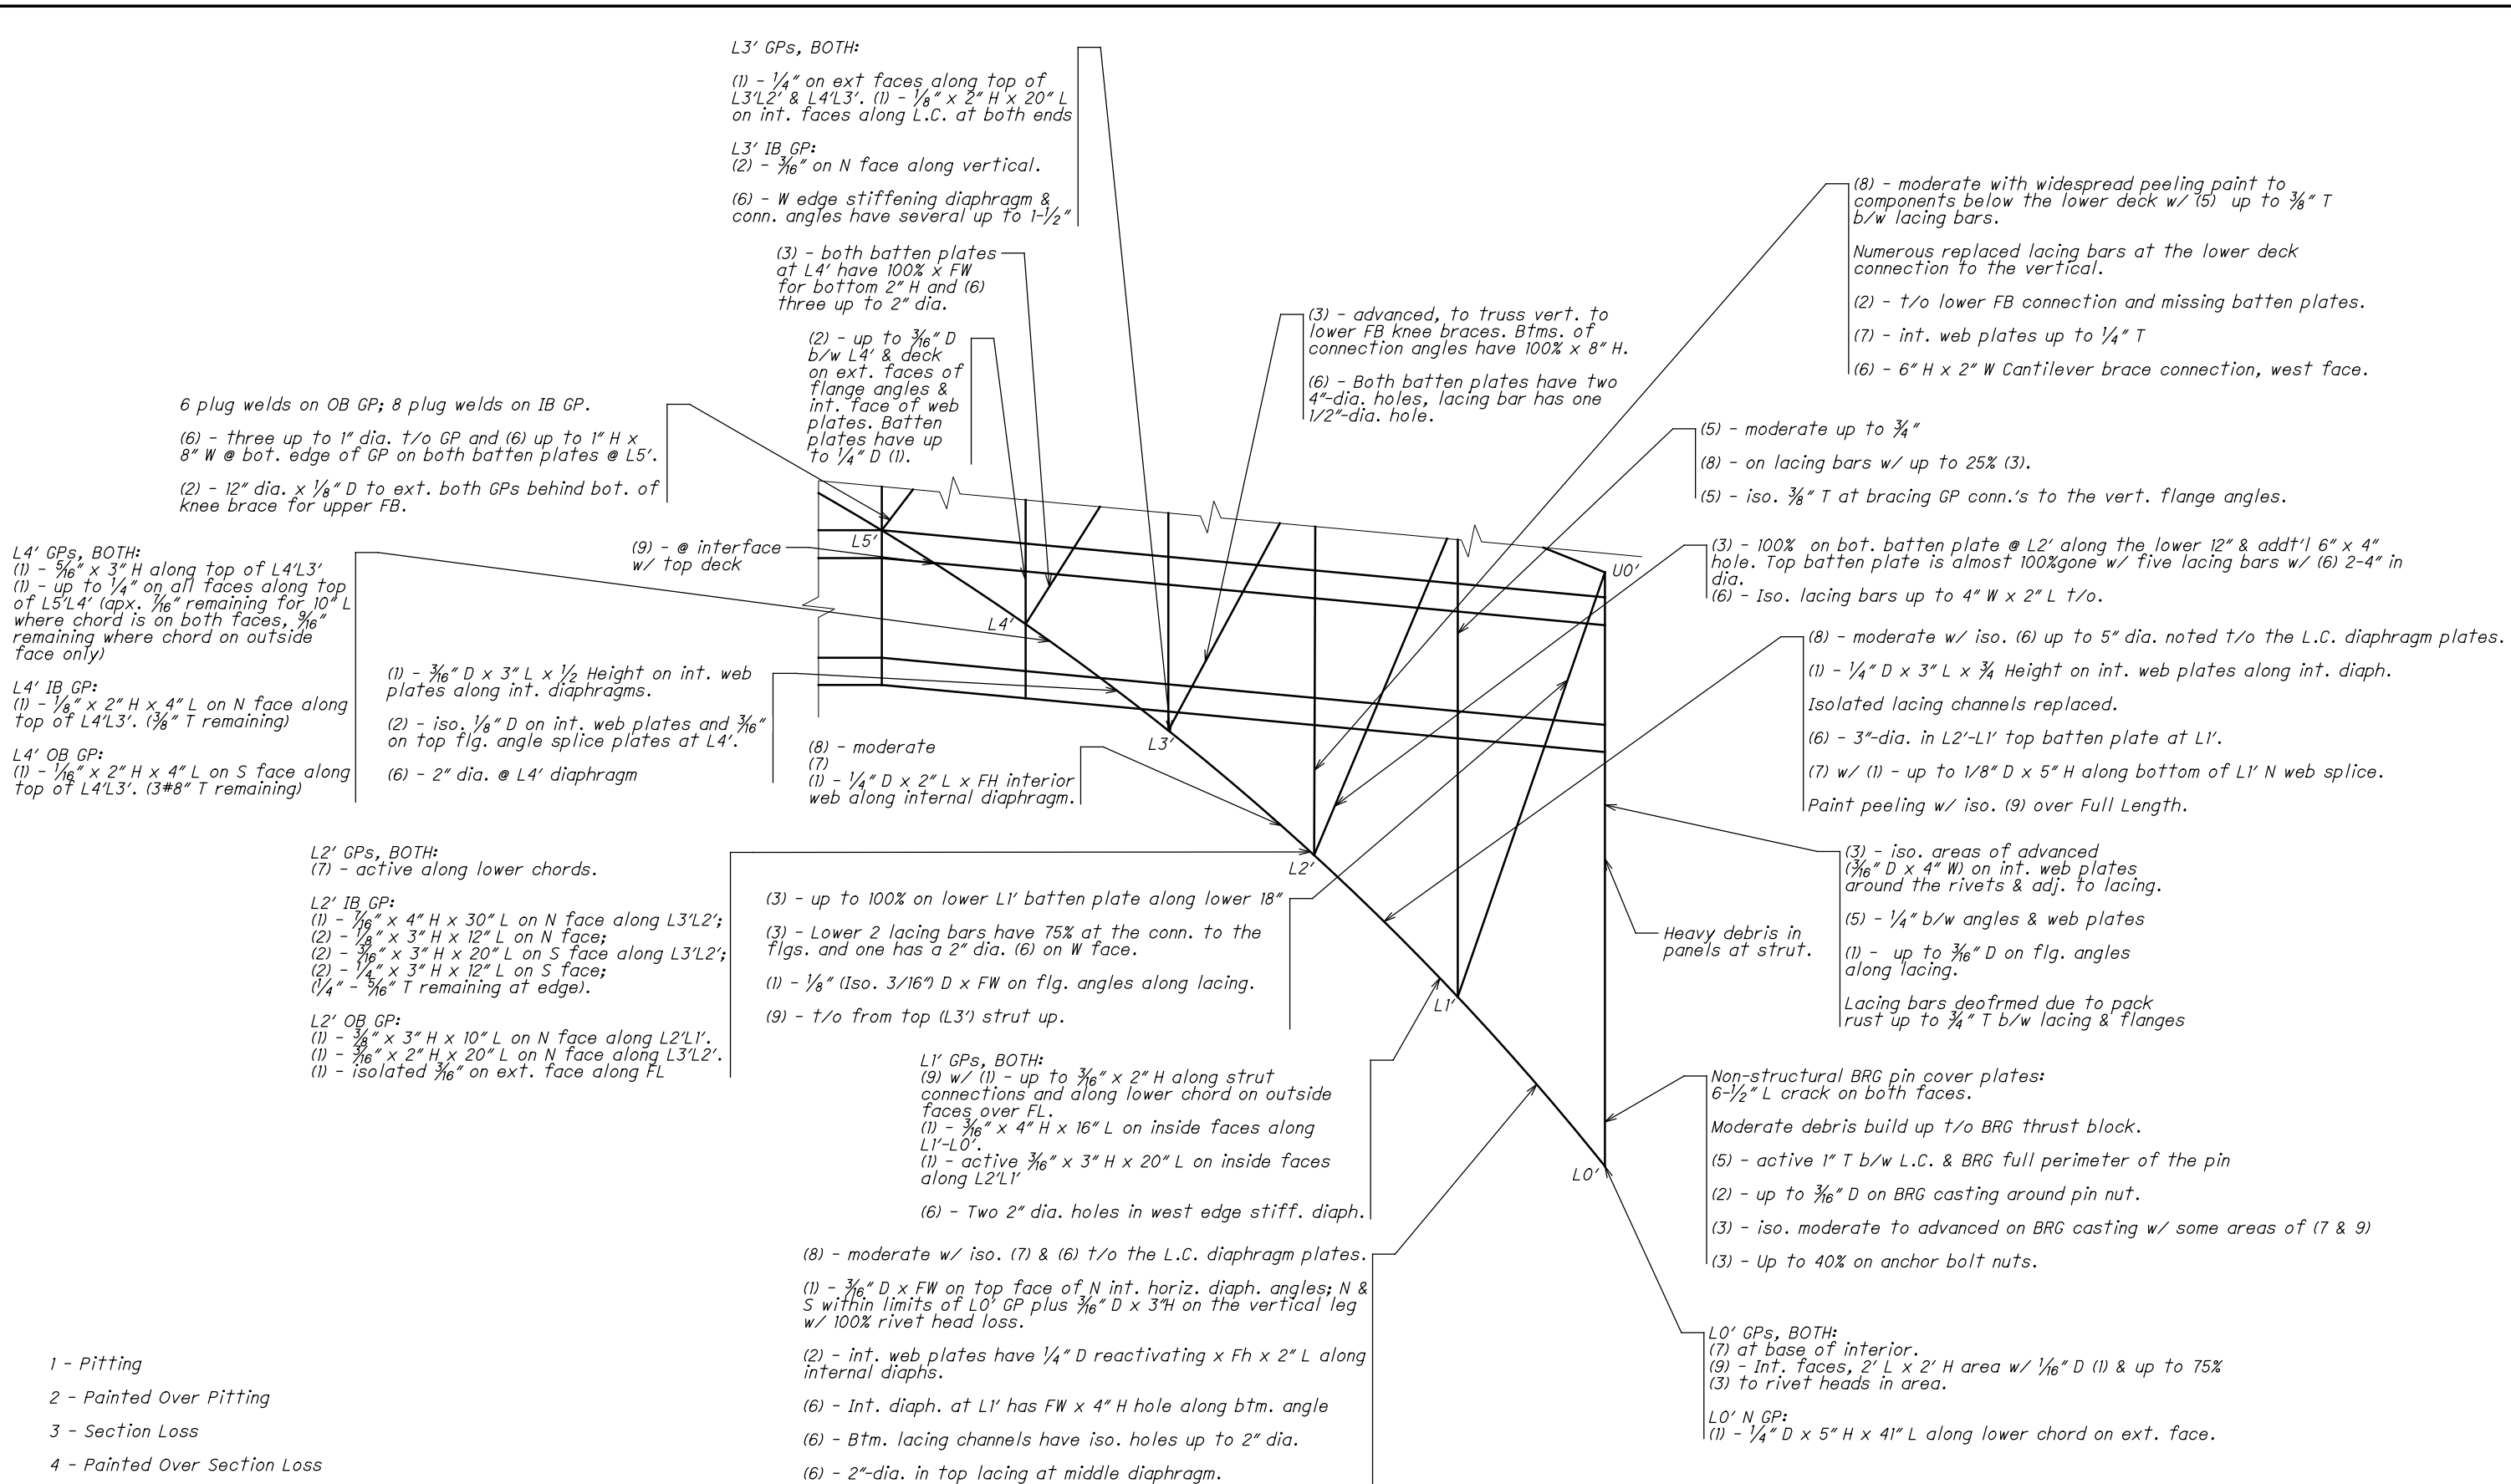 L3' GPs, BOTH:
(1) - 1/4" on ext faces along top of
L3'L2' & L4'L3'. (1) - 1/8" x 2" H x 20" L
on int. faces along L.C. at both ends
L3' IB GP:
(2) - 3/16" on N face along vertical.
(6) - W edge stiffening diaphragm &
conn. angles have several up to 1-1/2"
(3) - both batten plates
at L4' have 100% x FW
for bottom 2" H and (6)
three up to 2" dia.
(2) - up to 3/16" D
b/w L4' & deck
on ext. faces of
flange angles &
int. face of web
plates. Batten
plates have up
to 1/4" D (1).
(3) - advanced, to truss vert. to
lower FB knee braces. Btms. of
connection angles have 100% x 8" H.
(6) - Both batten plates have two
4"-dia. holes, lacing bar has one
1/2"-dia. hole.
(8) - moderate with widespread peeling paint to
components below the lower deck w/ (5) up to 3/8" T
b/w lacing bars.
Numerous replaced lacing bars at the lower deck
connection to the vertical.
(2) - t/o lower FB connection and missing batten plates.
(7) - int. web plates up to 1/4" T
(6) - 6" H x 2" W Cantilever brace connection, west face.
6 plug welds on OB GP; 8 plug welds on IB GP.
(6) - three up to 1" dia. t/o GP and (6) up to 1" H x
8" W @ bot. edge of GP on both batten plates @ L5'.
(2) - 12" dia. x 1/8" D to ext. both GPs behind bot. of
knee brace for upper FB.
(5) - moderate up to 3/4"
(8) - on lacing bars w/ up to 25% (3).
(5) - iso. 3/8" T at bracing GP conn.'s to the vert. flange angles.
(9) - @ interface
w/ top deck
L5'
L4'
L3'
L2'
L1'
L0'
U0'
(3) - 100% on bot. batten plate @ L2' along the lower 12" & addt'l 6" x 4"
hole. Top batten plate is almost 100%gone w/ five lacing bars w/ (6) 2-4" in
dia.
(6) - Iso. lacing bars up to 4" W x 2" L t/o.
L4' GPs, BOTH:
(1) - 5/16" x 3" H along top of L4'L3'
(1) - up to 1/4" on all faces along top
of L5'L4' (apx. 7/16" remaining for 10" L
where chord is on both faces, 9/16"
remaining where chord on outside
face only)
L4' IB GP:
(1) - 1/8" x 2" H x 4" L on N face along
top of L4'L3'. (3/8" T remaining)
L4' OB GP:
(1) - 1/16" x 2" H x 4" L on S face along
top of L4'L3'. (3#8" T remaining)
(1) - 3/16" D x 3" L x 1/2 Height on int. web
plates along int. diaphragms.
(2) - iso. 1/8" D on int. web plates and 3/16"
on top flg. angle splice plates at L4'.
(6) - 2" dia. @ L4' diaphragm
(8) - moderate
(7)
(1) - 1/4" D x 2" L x FH interior
web along internal diaphragm.
(8) - moderate w/ iso. (6) up to 5" dia. noted t/o the L.C. diaphragm plates.
(1) - 1/4" D x 3" L x 3/4 Height on int. web plates along int. diaph.
Isolated lacing channels replaced.
(6) - 3"-dia. in L2'-L1' top batten plate at L1'.
(7) w/ (1) - up to 1/8" D x 5" H along bottom of L1' N web splice.
Paint peeling w/ iso. (9) over Full Length.
L2' GPs, BOTH:
(7) - active along lower chords.
L2' IB GP:
(1) - 7/16" x 4" H x 30" L on N face along L3'L2';
(2) - 1/8" x 3" H x 12" L on N face;
(2) - 3/16" x 3" H x 20" L on S face along L3'L2';
(2) - 1/4" x 3" H x 12" L on S face;
(1/4" - 5/16" T remaining at edge).
L2' OB GP:
(1) - 3/8" x 3" H x 10" L on N face along L2'L1'.
(1) - 3/16" x 2" H x 20" L on N face along L3'L2'.
(1) - isolated 3/16" on ext. face along FL
(3) - up to 100% on lower L1' batten plate along lower 18"
(3) - Lower 2 lacing bars have 75% at the conn. to the
flgs. and one has a 2" dia. (6) on W face.
(1) - 1/8" (Iso. 3/16") D x FW on flg. angles along lacing.
(9) - t/o from top (L3') strut up.
(3) - iso. areas of advanced
(3/16" D x 4" W) on int. web plates
around the rivets & adj. to lacing.
(5) - 1/4" b/w angles & web plates
(1) - up to 3/16" D on flg. angles
along lacing.
Lacing bars deofrmed due to pack
rust up to 3/4" T b/w lacing & flanges
Heavy debris in
panels at strut.
L1' GPs, BOTH:
(9) w/ (1) - up to 3/16" x 2" H along strut
connections and along lower chord on outside
faces over FL.
(1) - 3/16" x 4" H x 16" L on inside faces along
L1'-L0'.
(1) - active 3/16" x 3" H x 20" L on inside faces
along L2'L1'
(6) - Two 2" dia. holes in west edge stiff. diaph.
Non-structural BRG pin cover plates:
6-1/2" L crack on both faces.
Moderate debris build up t/o BRG thrust block.
(5) - active 1" T b/w L.C. & BRG full perimeter of the pin
(2) - up to 3/16" D on BRG casting around pin nut.
(3) - iso. moderate to advanced on BRG casting w/ some areas of (7 & 9)
(3) - Up to 40% on anchor bolt nuts.
(8) - moderate w/ iso. (7) & (6) t/o the L.C. diaphragm plates.
(1) - 3/16" D x FW on top face of N int. horiz. diaph. angles; N &
S within limits of L0' GP plus 3/16" D x 3"H on the vertical leg
w/ 100% rivet head loss.
(2) - int. web plates have 1/4" D reactivating x Fh x 2" L along
internal diaphs.
(6) - Int. diaph. at L1' has FW x 4" H hole along btm. angle
(6) - Btm. lacing channels have iso. holes up to 2" dia.
(6) - 2"-dia. in top lacing at middle diaphragm.
L0' GPs, BOTH:
(7) at base of interior.
(9) - Int. faces, 2' L x 2' H area w/ 1/16" D (1) & up to 75%
(3) to rivet heads in area.
L0' N GP:
(1) - 1/4" D x 5" H x 41" L along lower chord on ext. face.
1 - Pitting
2 - Painted Over Pitting
3 - Section Loss
4 - Painted Over Section Loss